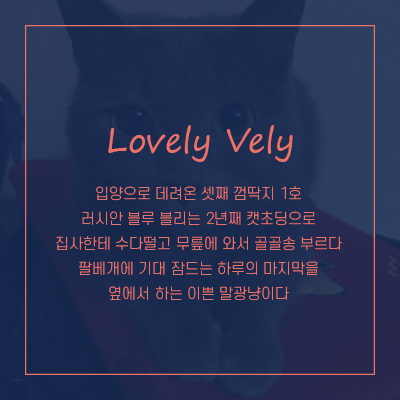 Lovely Vely
입양으로 데려온 셋째 껌딱지 1호
러시안 블루 블리는 2년째 캣초딩으로
집사한테 수다떨고 무릎에 와서 골골송 부르다
팔베개에 기대 잠드는 하루의 마지막을
옆에서 하는 이쁜 말광냥이다